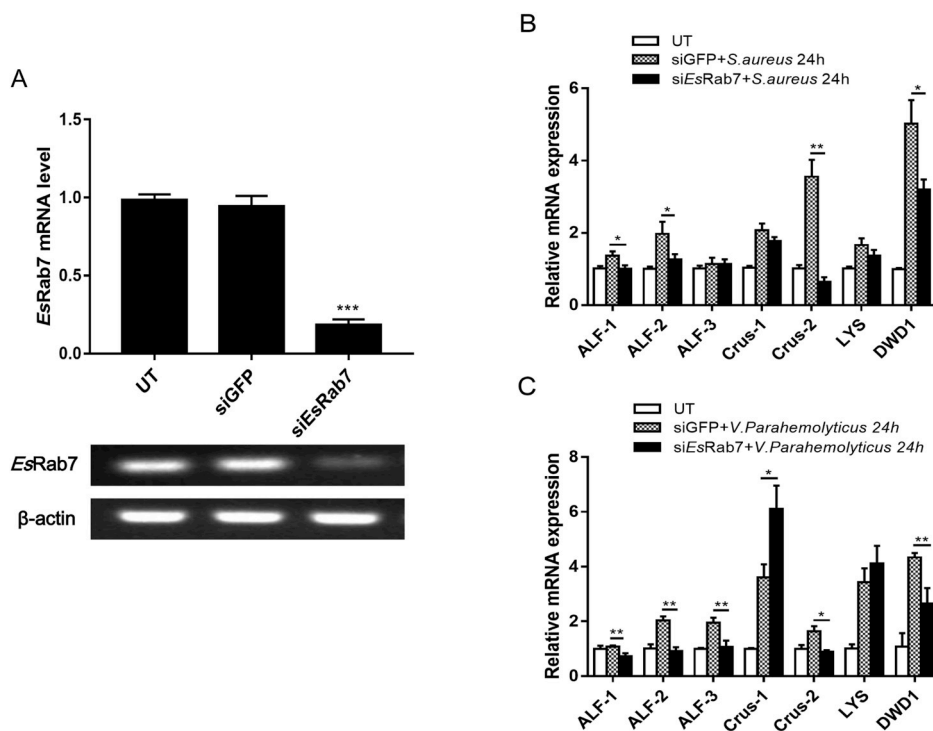 A
EsRab7 mRNA level
1.5
1.0
0.5
0.0
***
UT
siGFP
siEsRab7
EsRab7
β-actin
B
UT
siGFP+S.aureus 24h
siEsRab7+S.aureus 24h
Relative mRNA expression
6
4
2
0
*
*
**
*
ALF-1
ALF-2
ALF-3
Crus-1
Crus-2
LYS
DWD1
C
UT
siGFP+V.Parahemolyticus 24h
siEsRab7+V.Parahemolyticus 24h
Relative mRNA expression
8
6
4
2
0
**
**
**
*
*
**
ALF-1
ALF-2
ALF-3
Crus-1
Crus-2
LYS
DWD1